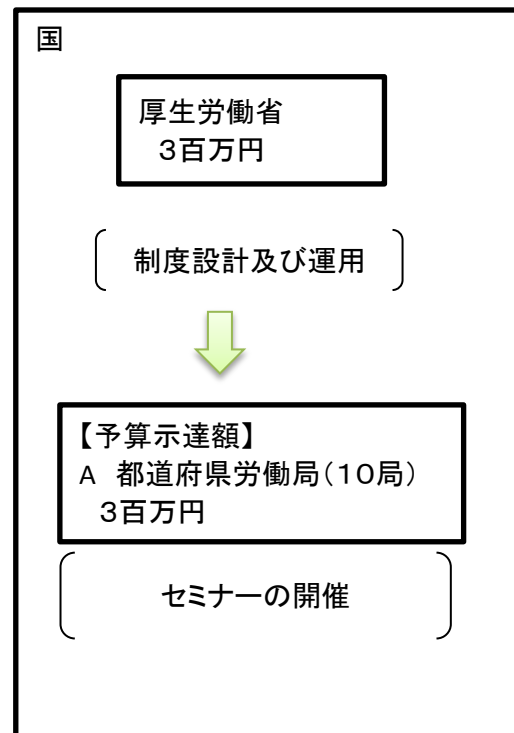 国
厚生労働省
3百万円
制度設計及び運用
【予算示達額】
A 都道府県労働局(10局)
3百万円
セミナーの開催